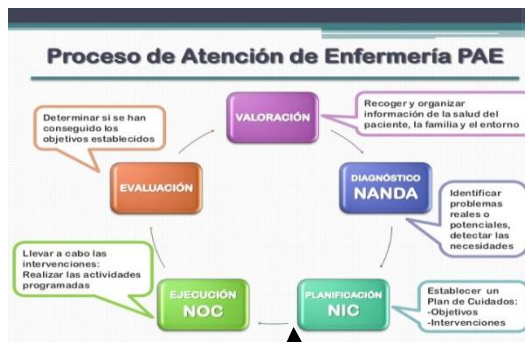 Proceso de Atención de Enfermería PAE
VALORACIÓN
Recoger y organizar
información de la salud del
paciente, la familia y el entorno
Determinar si se han
conseguido los
objetivos establecidos
EVALUACIÓN
DIAGNÓSTICO
NANDA
Identificar
problemas
reales o
potenciales,
detectar las
necesidades
Llevar a cabo las
intervenciones:
Realizar las actividades
programadas
EJECUCIÓN
NOC
PLANIFICACIÓN
NIC
Establecer un
Plan de Cuidados:
-Objetivos
-Intervenciones